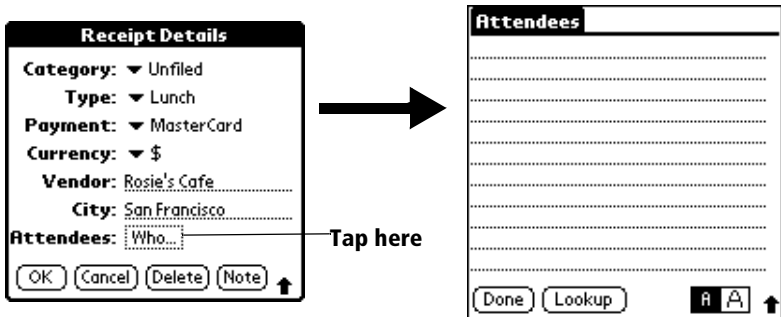 Receipt Details
Category: Unfiled
Type: Lunch
Payment: MasterCard
Currency: $
Vendor: Rosie's Cafe
City: San Francisco
Attendees: Who...
OK Cancel Delete Note
Tap here
Attendees
Done Lookup A A